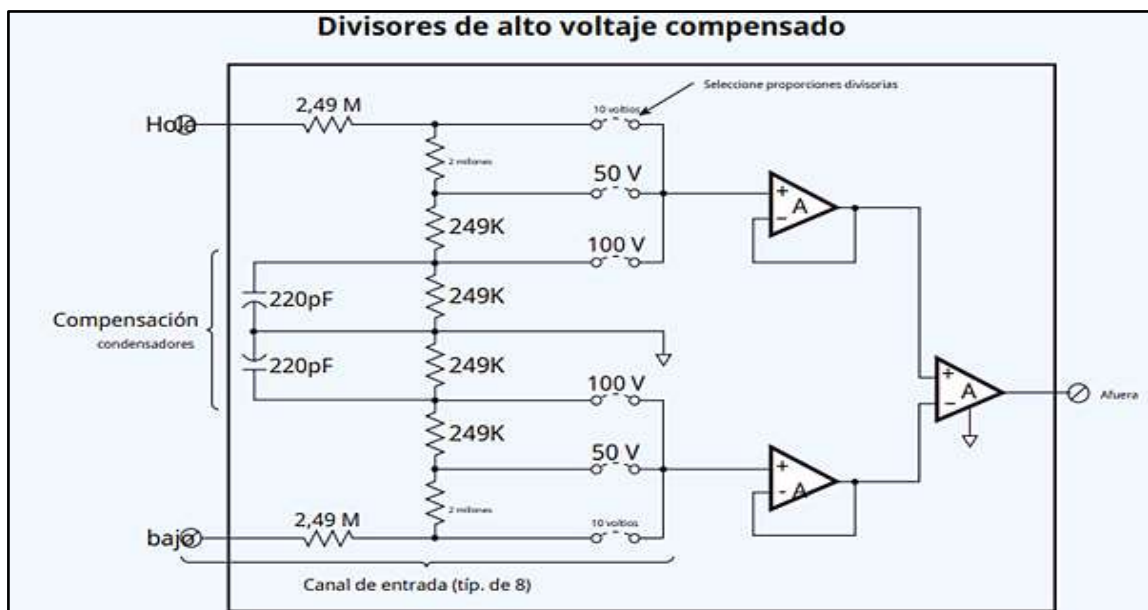 Divisores de alto voltaje compensado
Seleccione proporciones divisorias
2,49 M
10 voltios
Hola
2 millones
50 V
+
A
−
249K
100 V
249K
220pF
Compensación
condensadores
220pF
249K
100 V
+
A
−
Afuera
249K
50 V
+
A
-
2 millones
2,49 M
10 voltios
bajo
Canal de entrada (típ. de 8)